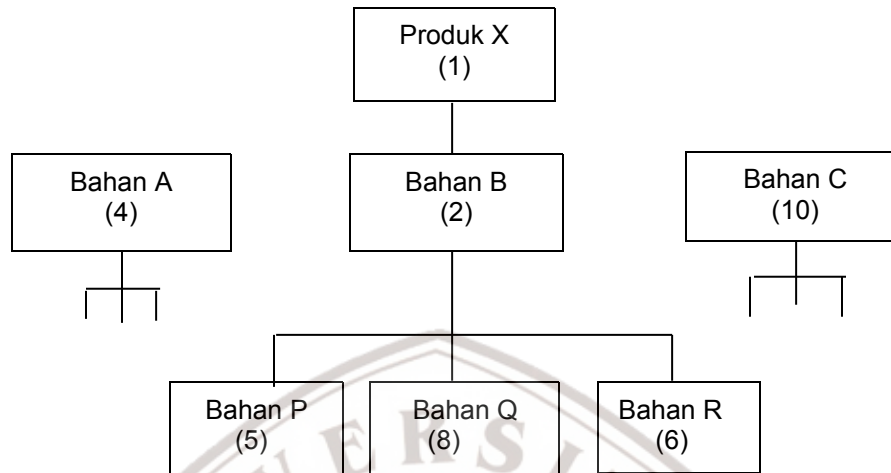 Produk X
(1)
Bahan A
(4)
Bahan B
(2)
Bahan C
(10)
Bahan P
(5)
Bahan Q
(8)
Bahan R
(6)